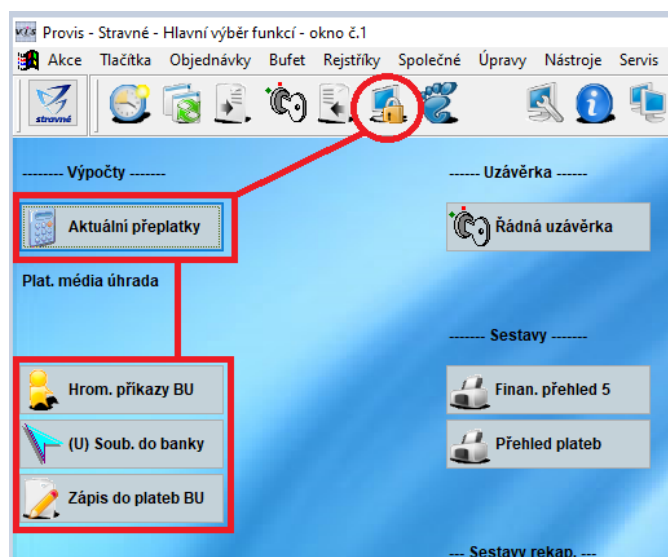 vis Provis - Stravné - Hlavní výběr funkcí - okno č.1
Akce Tlačítka Objednávky Bufet Rejstříky Společné Úpravy Nástroje Servis
stravné
------- Výpočty -------
------ Uzávěrka ------
Aktuální přeplatky
Řádná uzávěrka
Plat. média úhrada
------- Sestavy -------
Hrom. příkazy BU
Finan. přehled 5
(U) Soub. do banky
Přehled plateb
Zápis do plateb BU
--- Sestavy rekap. ---